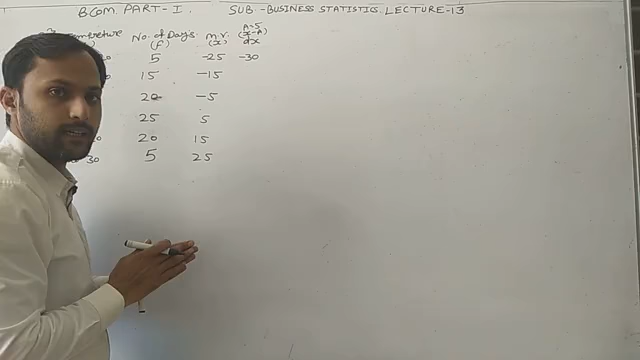 BCOM. PART-I. SUB.-BUSINESS STATISTICS. LECTURE-13
No. of Days (f) m.v. (x) A=5 (x-A) dx
5 -25 -30
15 -15
20 -5
25 5
20 15
30 5 25